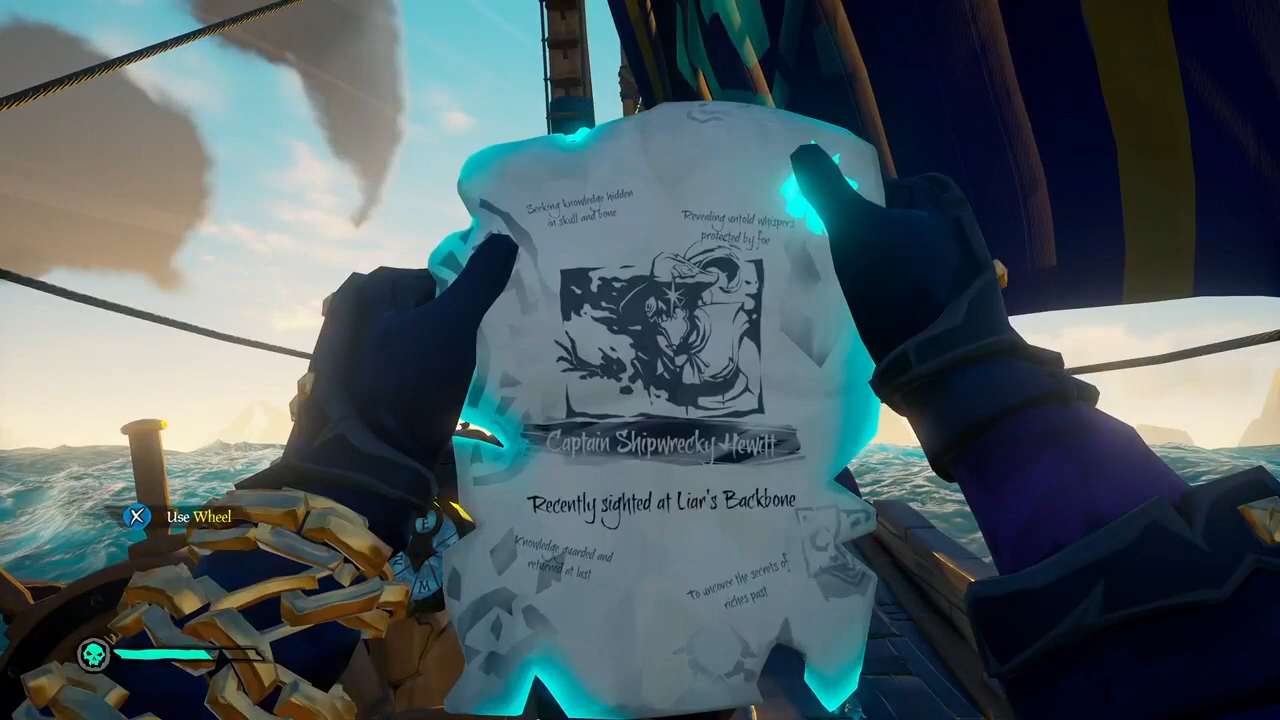 Seeking knowledge hidden
in skull and bone
Revealing untold whispers
protected by foe
Captain Shipwrecky Hewitt
Recently sighted at Liar's Backbone
Knowledge guarded and
returned at last
To uncover the secrets of
riches past
X Use Wheel
E
M